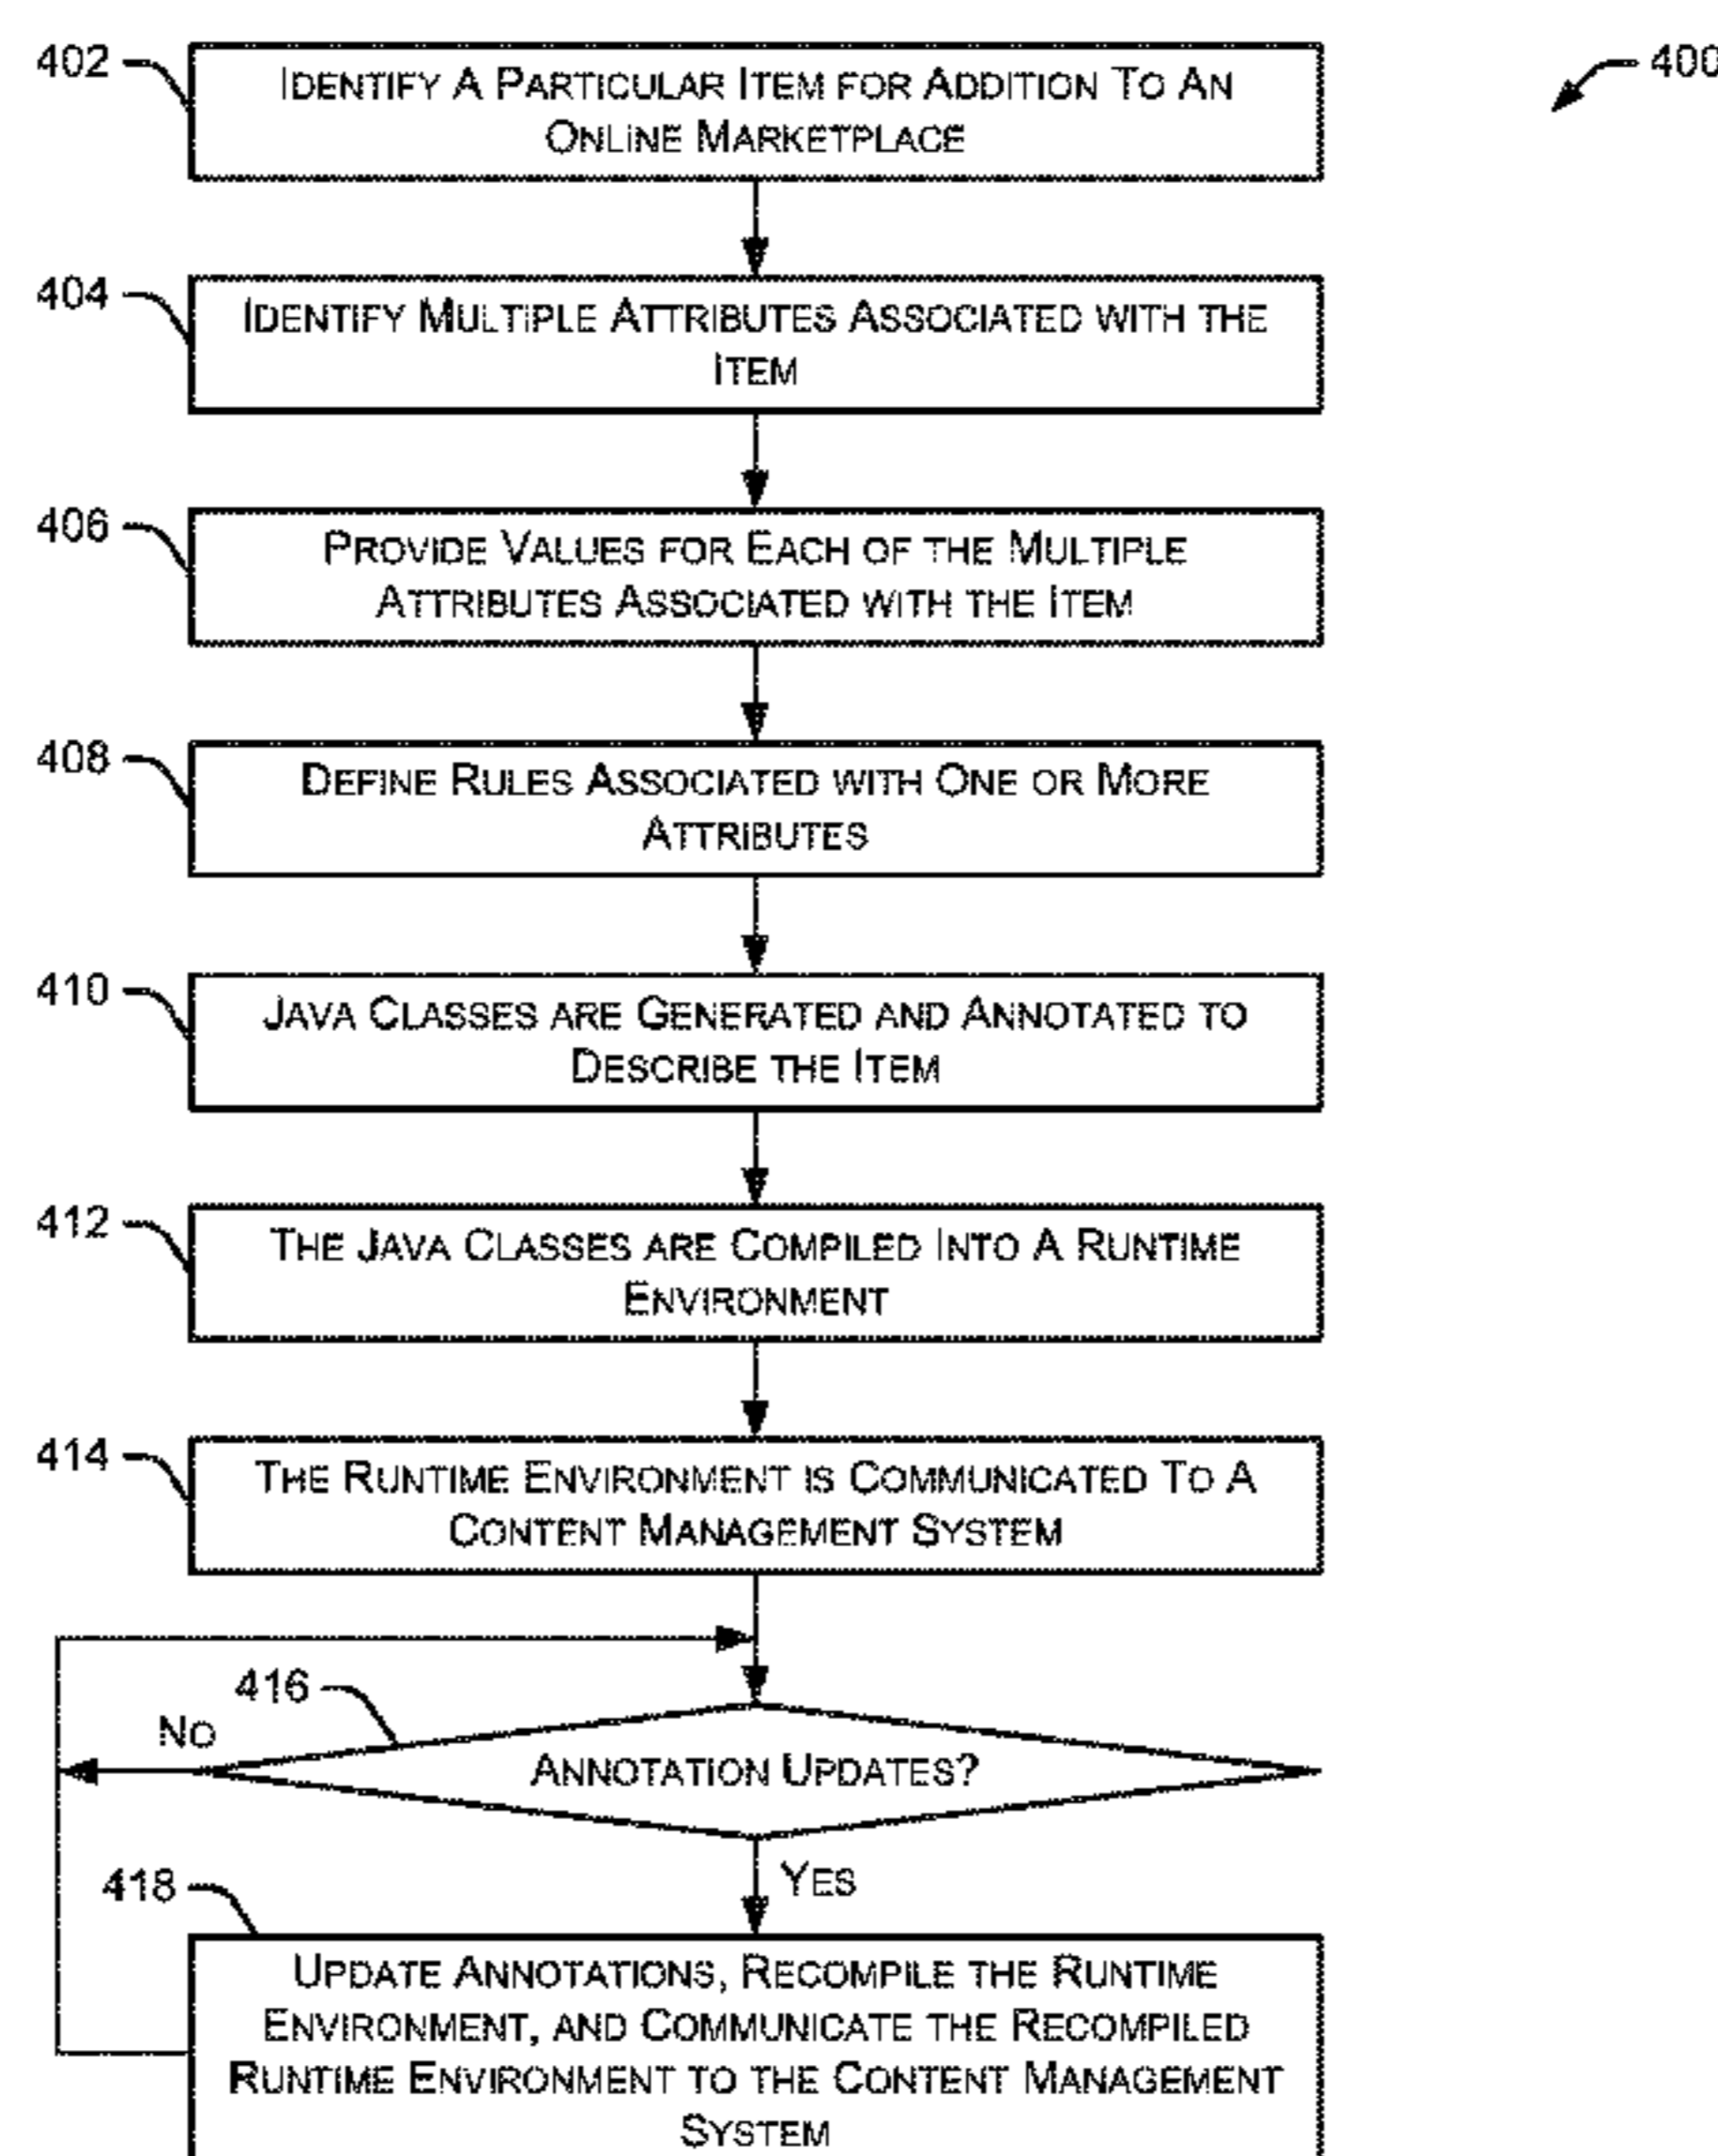 402
IDENTIFY A PARTICULAR ITEM FOR ADDITION TO AN
ONLINE MARKETPLACE
400
404
IDENTIFY MULTIPLE ATTRIBUTES ASSOCIATED WITH THE
ITEM
406
PROVIDE VALUES FOR EACH OF THE MULTIPLE
ATTRIBUTES ASSOCIATED WITH THE ITEM
408
DEFINE RULES ASSOCIATED WITH ONE OR MORE
ATTRIBUTES
410
JAVA CLASSES ARE GENERATED AND ANNOTATED TO
DESCRIBE THE ITEM
412
THE JAVA CLASSES ARE COMPILED INTO A RUNTIME
ENVIRONMENT
414
THE RUNTIME ENVIRONMENT IS COMMUNICATED TO A
CONTENT MANAGEMENT SYSTEM
416
NO
ANNOTATION UPDATES?
YES
418
UPDATE ANNOTATIONS, RECOMPILE THE RUNTIME
ENVIRONMENT, AND COMMUNICATE THE RECOMPILED
RUNTIME ENVIRONMENT TO THE CONTENT MANAGEMENT
SYSTEM